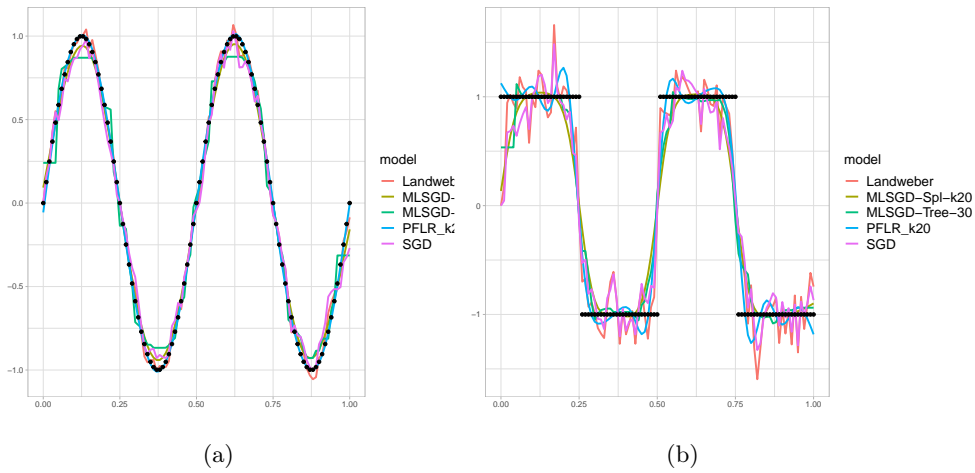 1.0
0.5
0.0
−0.5
−1.0
0.00 0.25 0.50 0.75 1.00
model
Landweb
MLSGD−
MLSGD−
PFLR_k2
SGD
(a)
1
0
−1
0.00 0.25 0.50 0.75 1.00
model
Landweber
MLSGD−Spl−k20
MLSGD−Tree−30
PFLR_k20
SGD
(b)